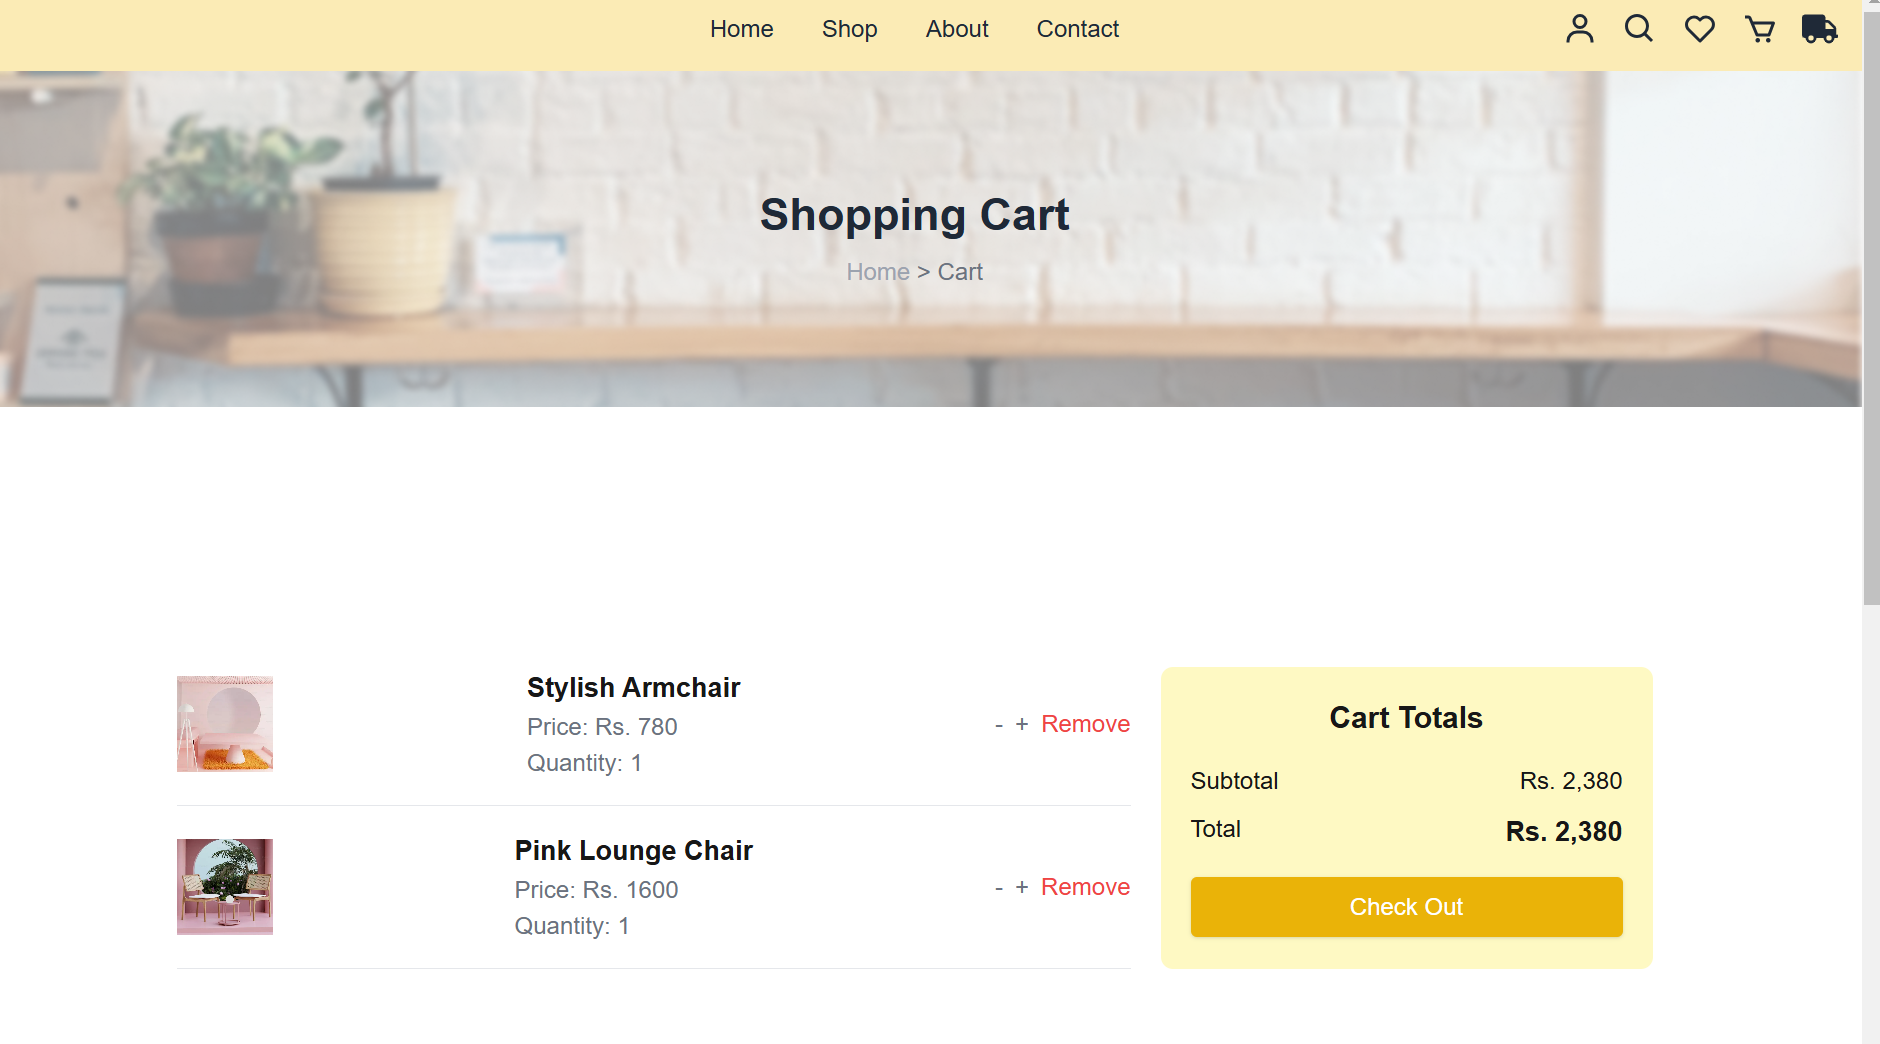 Home Shop About Contact
Shopping Cart
Home > Cart
Stylish Armchair
Price: Rs. 780
Quantity: 1
- + Remove
Pink Lounge Chair
Price: Rs. 1600
Quantity: 1
- + Remove
Cart Totals
Subtotal Rs. 2,380
Total Rs. 2,380
Check Out